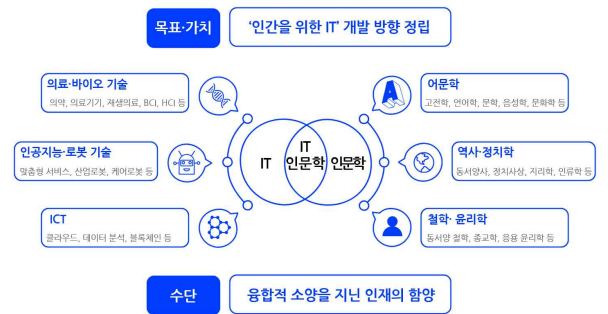 목표·가치
'인간을 위한 IT' 개발 방향 정립
의료·바이오 기술
의약, 의료기기, 재생의료, BCI, HCI 등
인공지능·로봇 기술
맞춤형 서비스, 산업로봇, 케어로봇 등
ICT
클라우드, 데이터 분석, 블록체인 등
IT
IT
인문학
인문학
어문학
고전학, 언어학, 문학, 음성학, 문화학 등
역사·정치학
동서양사, 정치사상, 지리학, 인류학 등
철학· 윤리학
동서양 철학, 종교학, 응용 윤리학 등
수단
융합적 소양을 지닌 인재의 함양